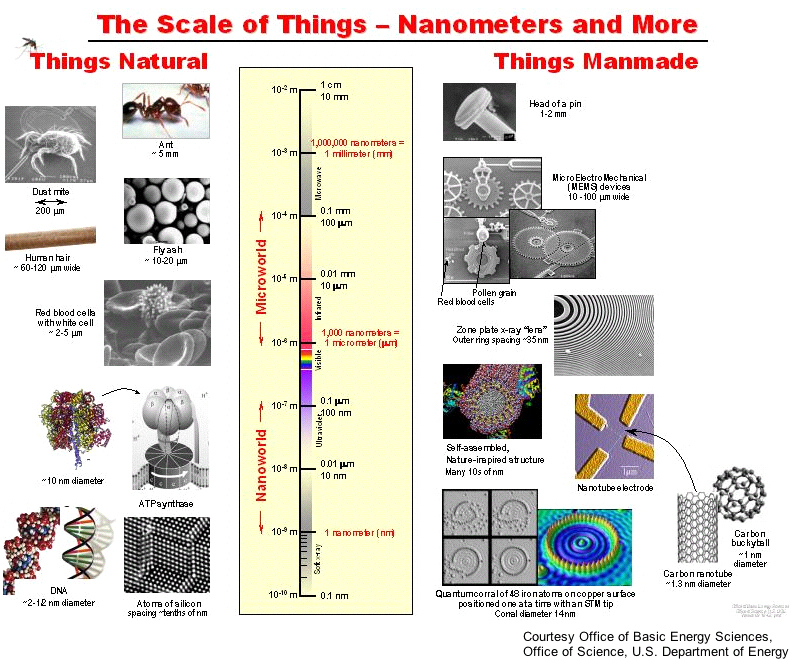 The Scale of Things – Nanometers and More
Things Natural
Things Manmade
Ant
~ 5 mm
Dust mite
200 μm
Human hair
~ 60-120 μm wide
Fly ash
~ 10-20 μm
Red blood cells
with white cell
~ 2-5 μm
~10 nm diameter
ATP synthase
DNA
~2-12 nm diameter
Atoms of silicon
spacing ~tenths of nm
10-2 m
1 cm
10 mm
1,000,000 nanometers =
10-3 m
1 millimeter (mm)
Microwave
0.1 mm
10-4 m
100 μm
Microworld
0.01 mm
10-5 m
10 μm
Infrared
1,000 nanometers =
10-6 m
1 micrometer (μm)
Visible
0.1 μm
10-7 m
100 nm
Ultraviolet
Nanoworld
0.01 μm
10-8 m
10 nm
10-9 m
1 nanometer (nm)
Soft x-ray
10-10 m
0.1 nm
Head of a pin
1-2 mm
MicroElectroMechanical
(MEMS) devices
10 -100 μm wide
Pollen grain
Red blood cells
Zone plate x-ray "lens"
Outer ring spacing ~35 nm
Self-assembled,
Nature-inspired structure
Many 10s of nm
1μm
Nanotube electrode
Carbon
buckyball
~1 nm
diameter
Carbon nanotube
~1.3 nm diameter
Quantum corral of 48 iron atoms on copper surface
positioned one at a time with an STM tip
Corral diameter 14 nm
Courtesy Office of Basic Energy Sciences,
Office of Science, U.S. Department of Energy